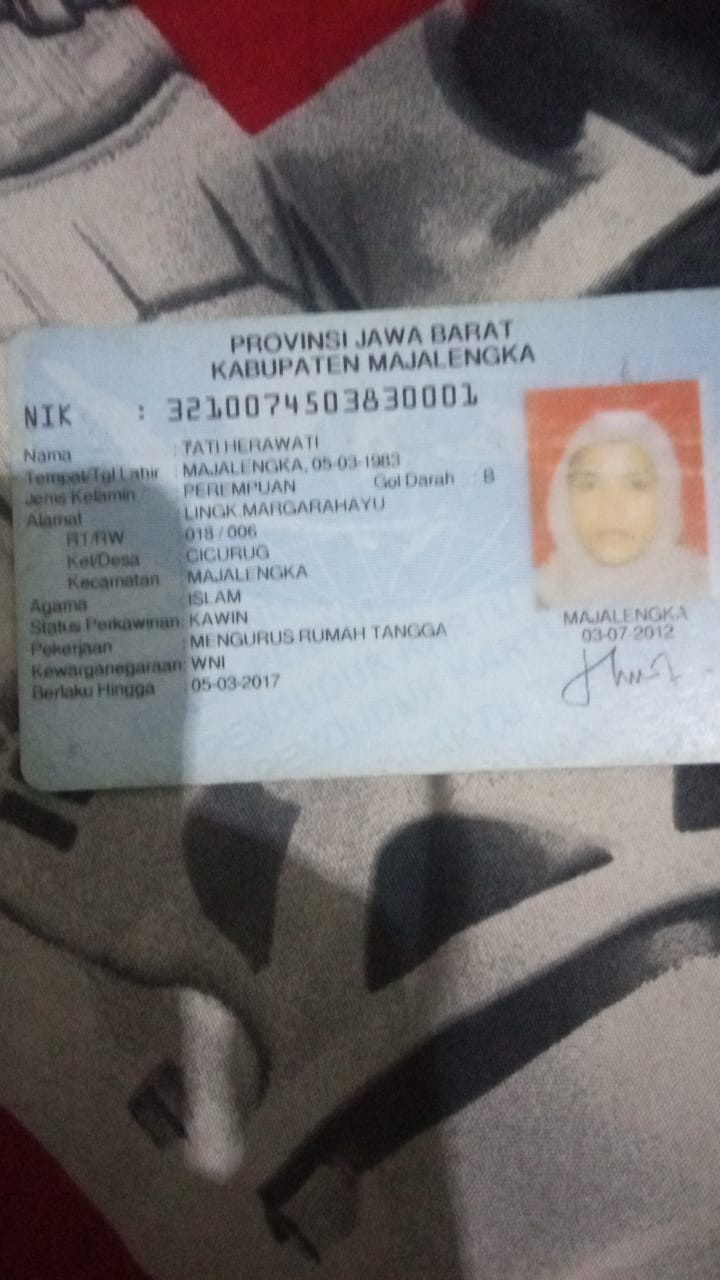 PROVINSI JAWA BARAT
KABUPATEN MAJALENGKA
NIK : 3210074503830001
Nama : TATI HERAWATI
Tempat/Tgl Lahir : MAJALENGKA, 05-03-1983
Jenis Kelamin : PEREMPUAN Gol Darah : B
Alamat : LINGK.MARGARAHAYU
RT/RW : 018 / 006
Kel/Desa : CICURUG
Kecamatan : MAJALENGKA
Agama : ISLAM
Status Perkawinan : KAWIN
Pekerjaan : MENGURUS RUMAH TANGGA
Kewarganegaraan : WNI
Berlaku Hingga : 05-03-2017
MAJALENGKA
03-07-2012